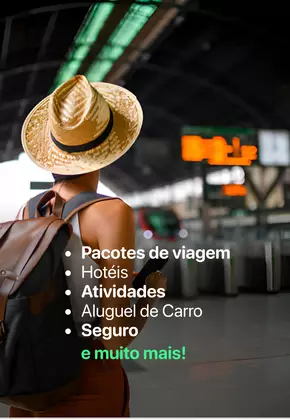 • Pacotes de viagem
• Hotéis
• Atividades
• Aluguel de Carro
• Seguro
e muito mais!